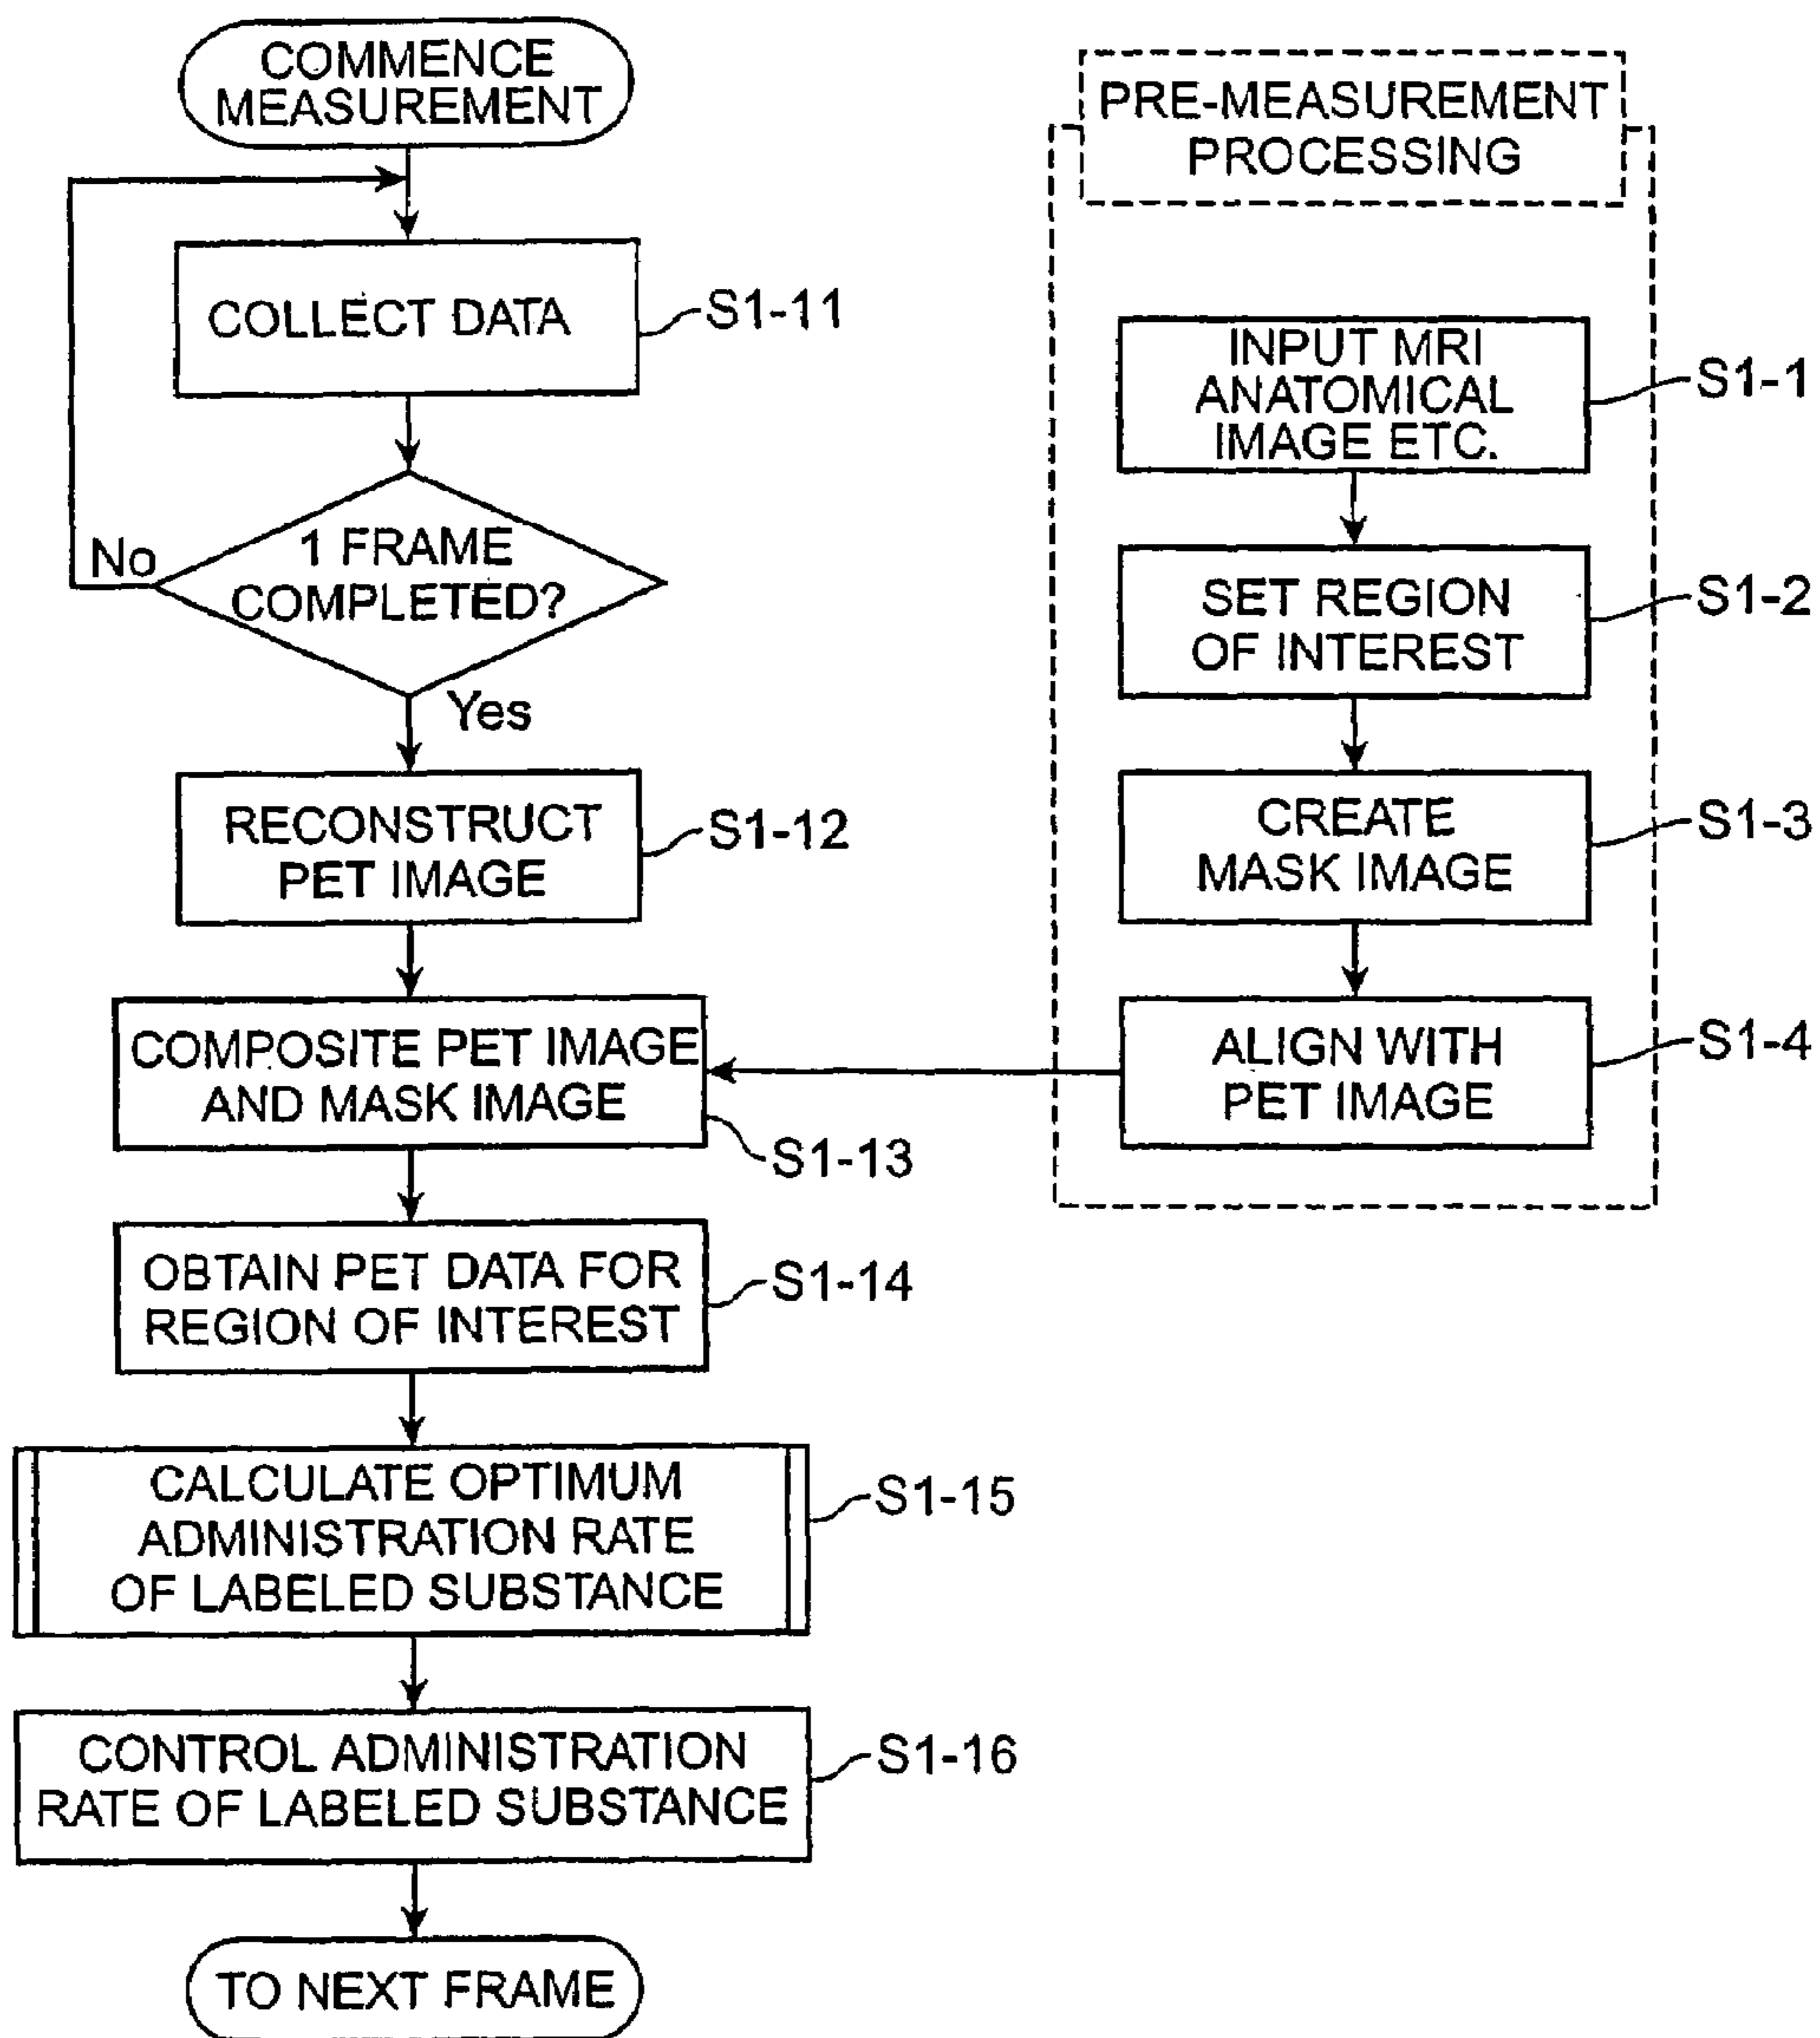 COMMENCE
MEASUREMENT
COLLECT DATA
S1-11
1 FRAME
COMPLETED?
No
Yes
RECONSTRUCT
PET IMAGE
S1-12
COMPOSITE PET IMAGE
AND MASK IMAGE
S1-13
OBTAIN PET DATA FOR
REGION OF INTEREST
S1-14
CALCULATE OPTIMUM
ADMINISTRATION RATE
OF LABELED SUBSTANCE
S1-15
CONTROL ADMINISTRATION
RATE OF LABELED SUBSTANCE
S1-16
TO NEXT FRAME
PRE-MEASUREMENT
PROCESSING
INPUT MRI
ANATOMICAL
IMAGE ETC.
S1-1
SET REGION
OF INTEREST
S1-2
CREATE
MASK IMAGE
S1-3
ALIGN WITH
PET IMAGE
S1-4